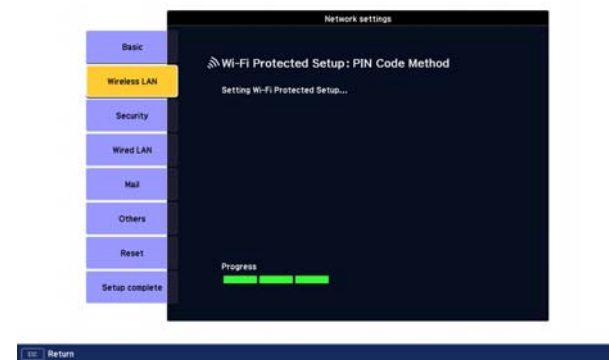 Network settings
Basic
Wireless LAN
Security
Wired LAN
Mail
Others
Reset
Setup complete
Wi-Fi Protected Setup: PIN Code Method
Setting Wi-Fi Protected Setup...
Progress
Esc Return